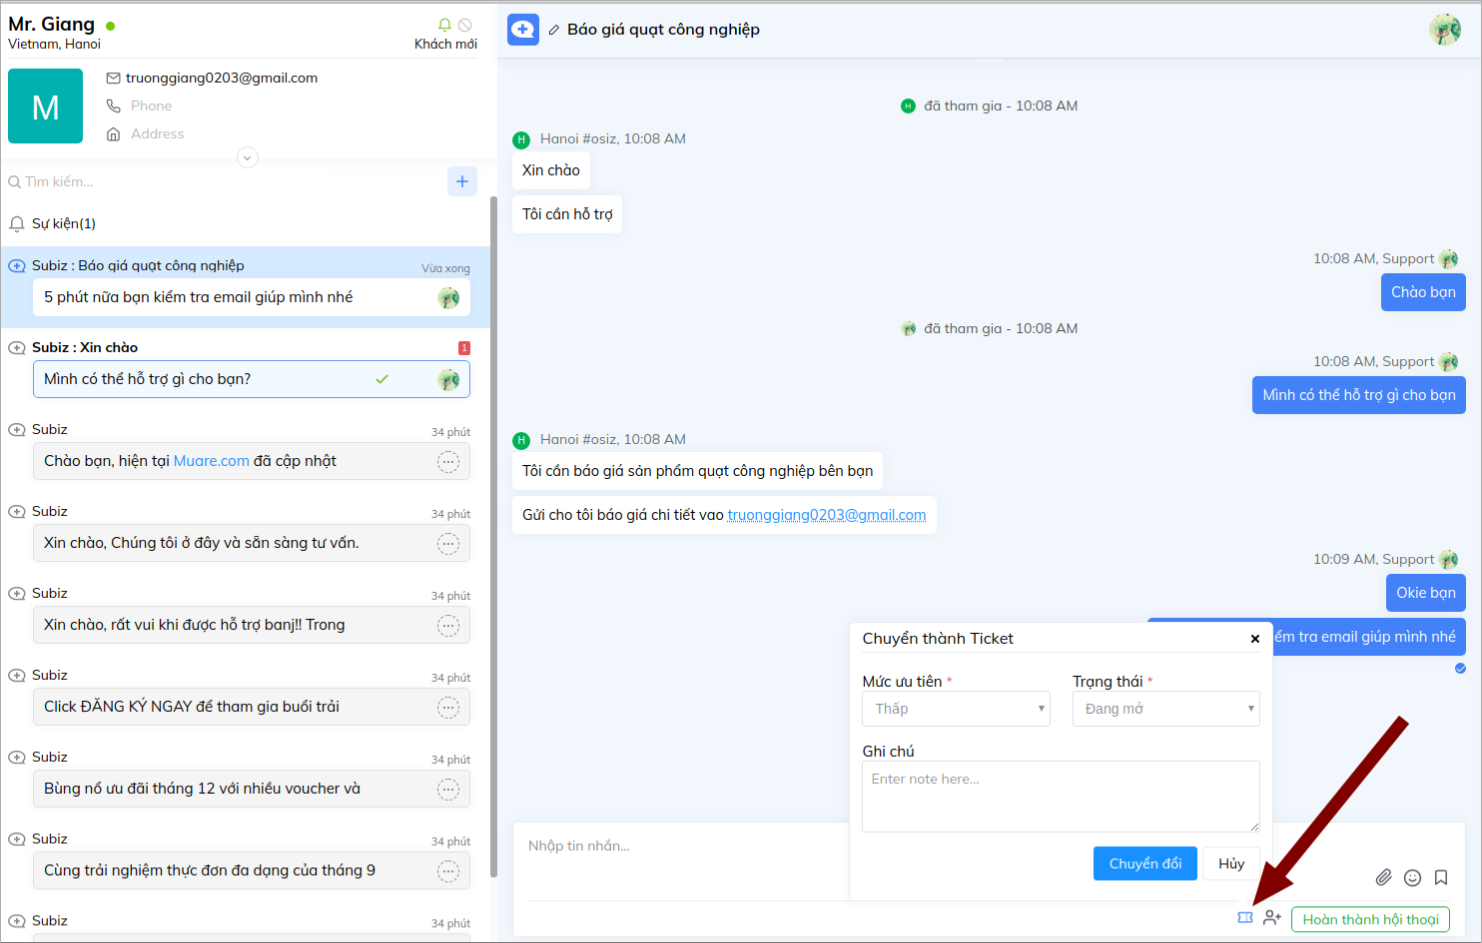 Mr. Giang
Vietnam, Hanoi
Khách mới
M
truonggiang0203@gmail.com
Phone
Address
Tìm kiếm...
Sự kiện(1)
Subiz : Báo giá quạt công nghiệp
Vừa xong
5 phút nữa bạn kiểm tra email giúp mình nhé
Subiz : Xin chào
1
Mình có thể hỗ trợ gì cho bạn?
Subiz
34 phút
Chào bạn, hiện tại Muare.com đã cập nhật
Subiz
34 phút
Xin chào, Chúng tôi ở đây và sẵn sàng tư vấn.
Subiz
34 phút
Xin chào, rất vui khi được hỗ trợ banj!! Trong
Subiz
34 phút
Click ĐĂNG KÝ NGAY để tham gia buổi trải
Subiz
34 phút
Bùng nổ ưu đãi tháng 12 với nhiều voucher và
Subiz
34 phút
Cùng trải nghiệm thực đơn đa dạng của tháng 9
Subiz
34 phút
Báo giá quạt công nghiệp
H đã tham gia - 10:08 AM
H Hanoi #osiz, 10:08 AM
Xin chào
Tôi cần hỗ trợ
10:08 AM, Support
Chào bạn
đã tham gia - 10:08 AM
10:08 AM, Support
Mình có thể hỗ trợ gì cho bạn
H Hanoi #osiz, 10:08 AM
Tôi cần báo giá sản phẩm quạt công nghiệp bên bạn
Gửi cho tôi báo giá chi tiết vao truonggiang0203@gmail.com
10:09 AM, Support
Okie bạn
ểm tra email giúp mình nhé
Chuyển thành Ticket
Mức ưu tiên *
Trạng thái *
Thấp
Đang mở
Ghi chú
Enter note here...
Chuyển đổi
Hủy
Nhập tin nhắn...
Hoàn thành hội thoại